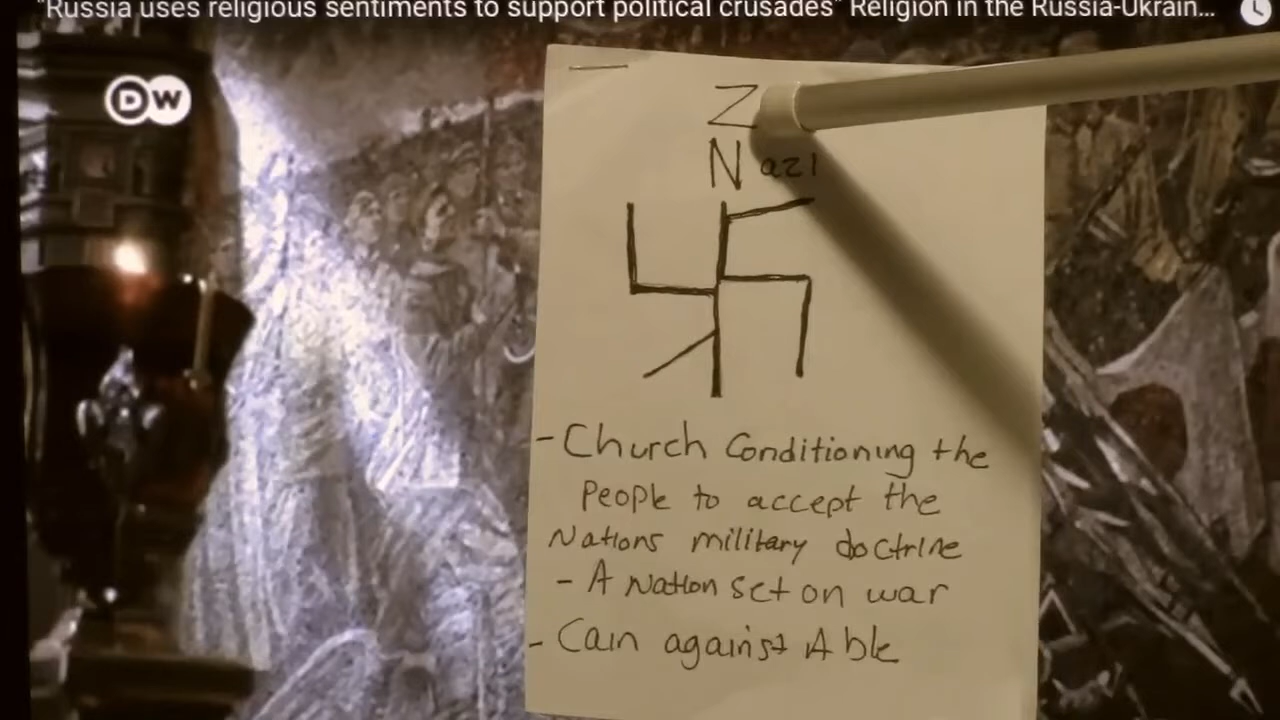 "Russia uses religious sentiments to support political crusades" Religion in the Russia-Ukrain...
DW
Z
Nazi
- Church Conditioning the
People to accept the
Nations military doctrine
- A Nation set on war
- Cain against Able